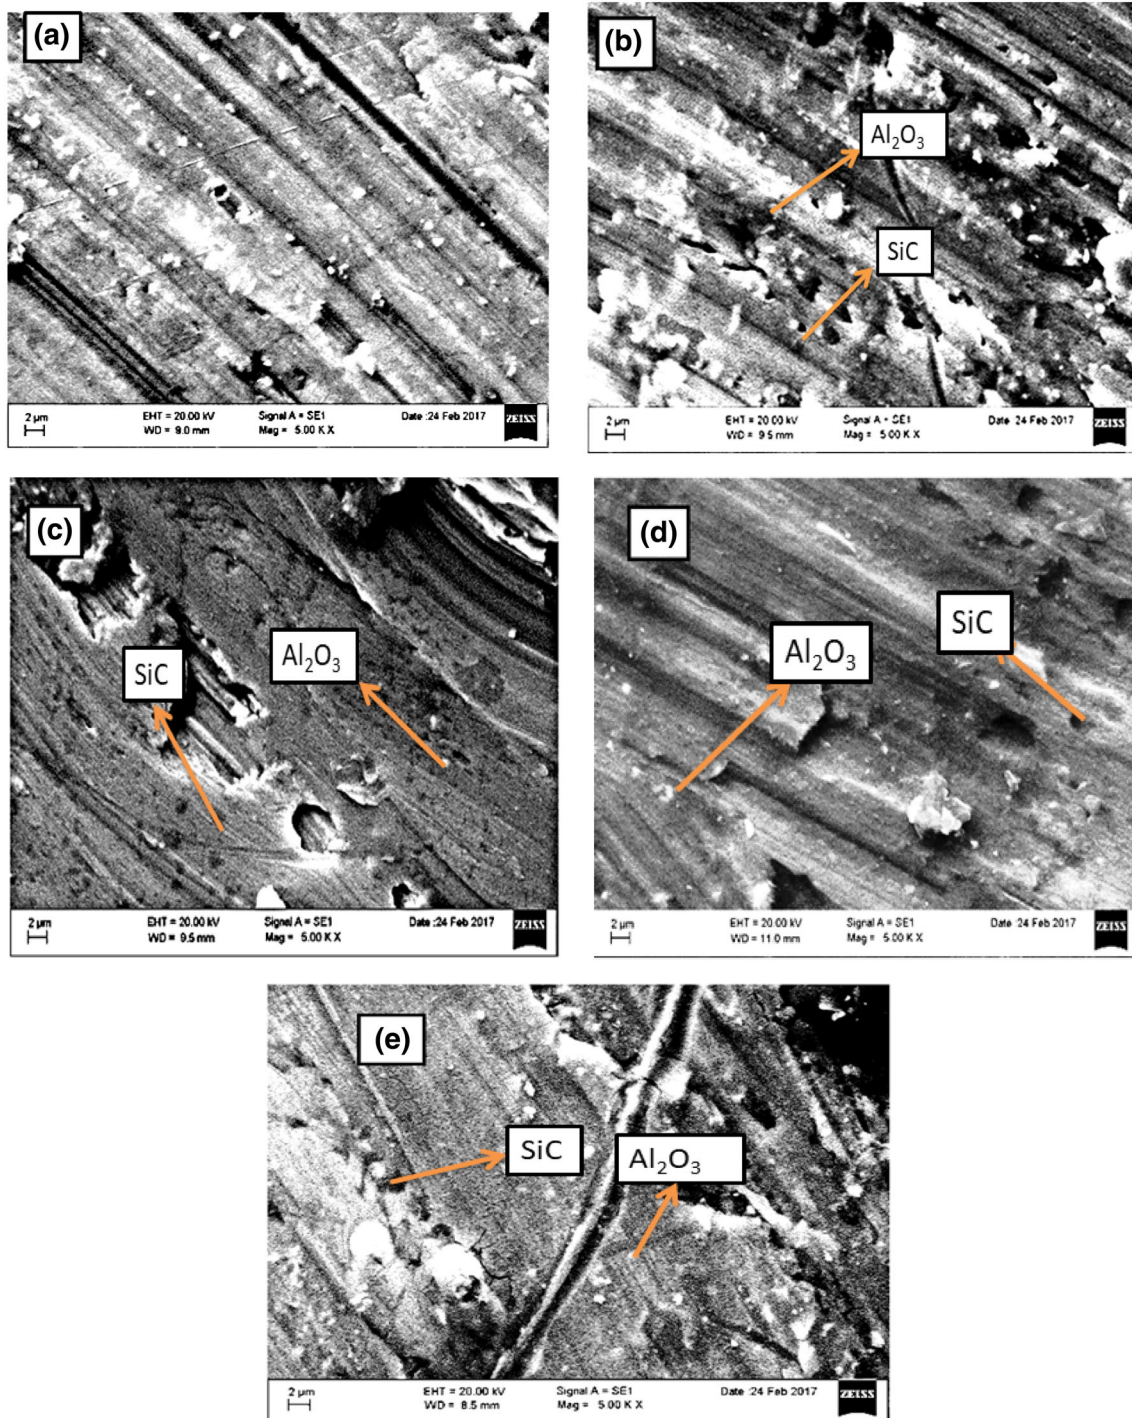 (a)
2 µm
EHT = 20.00 kV
WD = 9.0 mm
Signal A = SE1
Mag = 5.00 K X
Date :24 Feb 2017
ZEISS
(b)
Al₂O₃
SiC
2 µm
EHT = 20.00 kV
WD = 9.5 mm
Signal A = SE1
Mag = 5.00 K X
Date :24 Feb 2017
ZEISS
(c)
SiC
Al₂O₃
2 µm
EHT = 20.00 kV
WD = 9.5 mm
Signal A = SE1
Mag = 5.00 K X
Date :24 Feb 2017
ZEISS
(d)
SiC
Al₂O₃
2 µm
EHT = 20.00 kV
WD = 11.0 mm
Signal A = SE1
Mag = 5.00 K X
Date :24 Feb 2017
ZEISS
(e)
SiC
Al₂O₃
2 µm
EHT = 20.00 kV
WD = 8.5 mm
Signal A = SE1
Mag = 5.00 K X
Date :24 Feb 2017
ZEISS